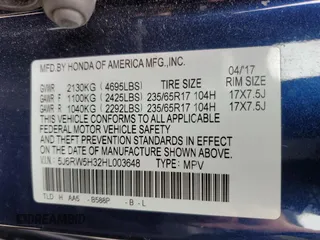 MFD.BY HONDA OF AMERICA MFG.,INC.
04/17
GVWR 2130KG (4695LBS) TIRE SIZE RIM
GAWR F 1100KG (2425LBS) 235/65R17 104H 17X7.5J
GAWR R 1040KG (2292LBS) 235/65R17 104H 17X7.5J
THIS VEHICLE CONFORMS TO ALL APPLICABLE
FEDERAL MOTOR VEHICLE SAFETY AND THEFT
PREVENTION STANDARDS IN EFFECT
ON THE DATE OF MANUFACTURE SHOWN ABOVE.
V.I.N.: 5J6RW5H32HL003648 TYPE: MPV
TLD H AA5 -B588P -B -L
IDREAMBID